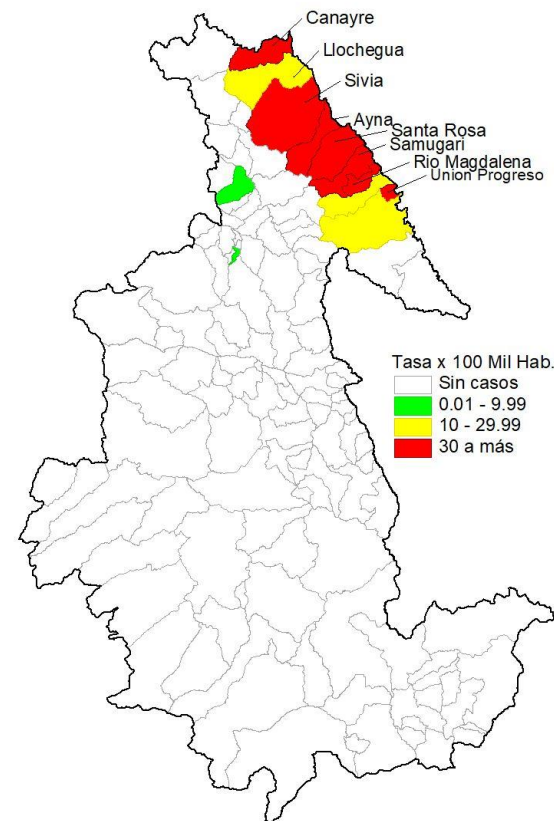 Canayre
Llochegua
Sivia
Ayna
Santa Rosa
Samugari
Rio Magdalena
Union Progreso
Tasa x 100 Mil Hab.
Sin casos
0.01 - 9.99
10 - 29.99
30 a más